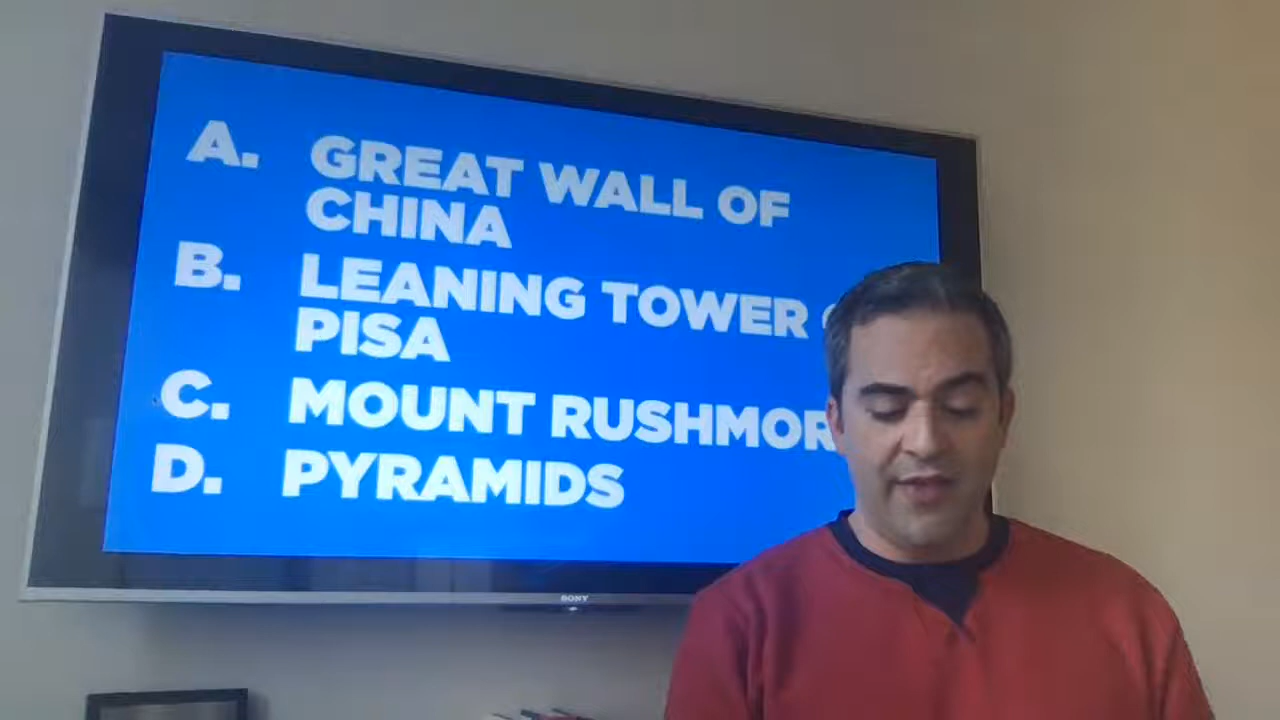 A. GREAT WALL OF
CHINA
B. LEANING TOWER
PISA
C. MOUNT RUSHMOR
D. PYRAMIDS
SONY